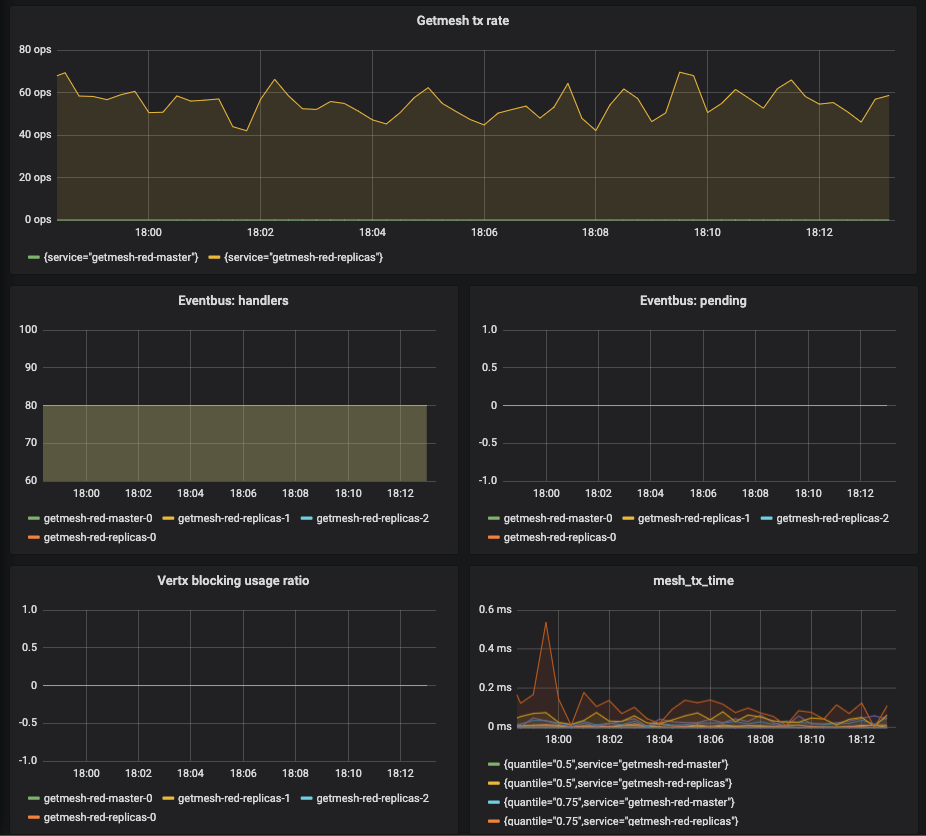 Getmesh tx rate
80 ops
60 ops
40 ops
20 ops
0 ops
18:00 18:02 18:04 18:06 18:08 18:10 18:12
{service="getmesh-red-master"} {service="getmesh-red-replicas"}
Eventbus: handlers
100
90
80
70
60
18:00 18:02 18:04 18:06 18:08 18:10 18:12
getmesh-red-master-0 getmesh-red-replicas-1 getmesh-red-replicas-2
getmesh-red-replicas-0
Eventbus: pending
1.0
0.5
0
-0.5
-1.0
18:00 18:02 18:04 18:06 18:08 18:10 18:12
getmesh-red-master-0 getmesh-red-replicas-1 getmesh-red-replicas-2
getmesh-red-replicas-0
Vertx blocking usage ratio
1.0
0.5
0
-0.5
-1.0
18:00 18:02 18:04 18:06 18:08 18:10 18:12
getmesh-red-master-0 getmesh-red-replicas-1 getmesh-red-replicas-2
getmesh-red-replicas-0
mesh_tx_time
0.6 ms
0.4 ms
0.2 ms
0 ms
18:00 18:02 18:04 18:06 18:08 18:10 18:12
{quantile="0.5",service="getmesh-red-master"}
{quantile="0.5",service="getmesh-red-replicas"}
{quantile="0.75",service="getmesh-red-master"}
{quantile="0.75",service="getmesh-red-replicas"}